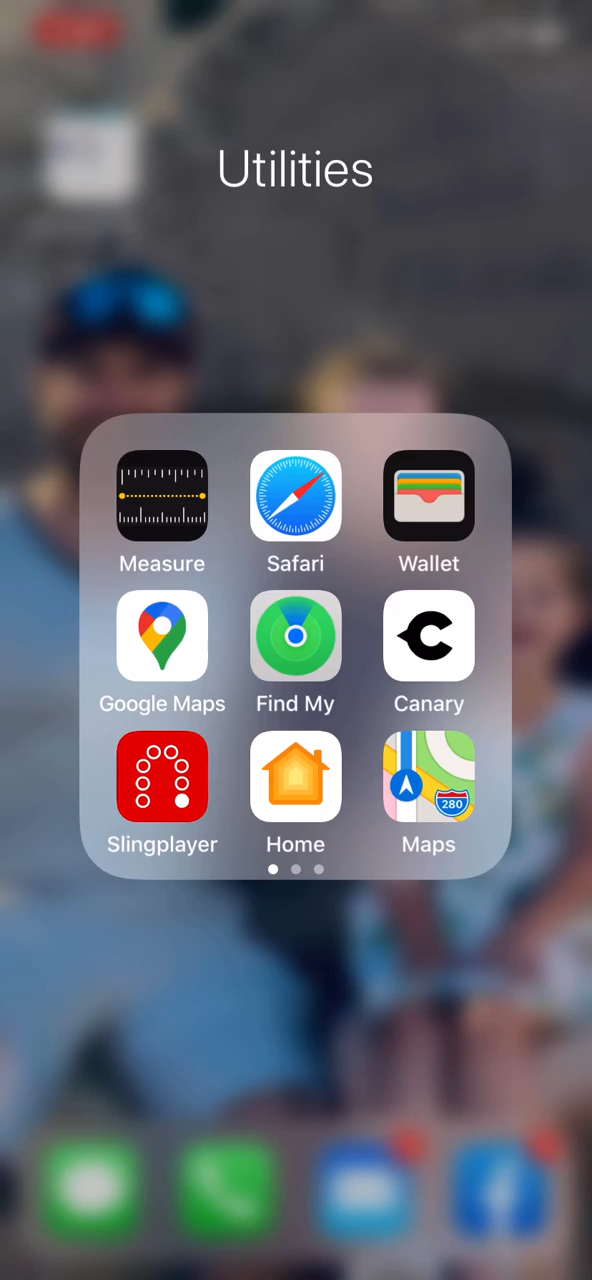 Utilities
Measure
Safari
Wallet
Google Maps
Find My
Canary
280
Slingplayer
Home
Maps